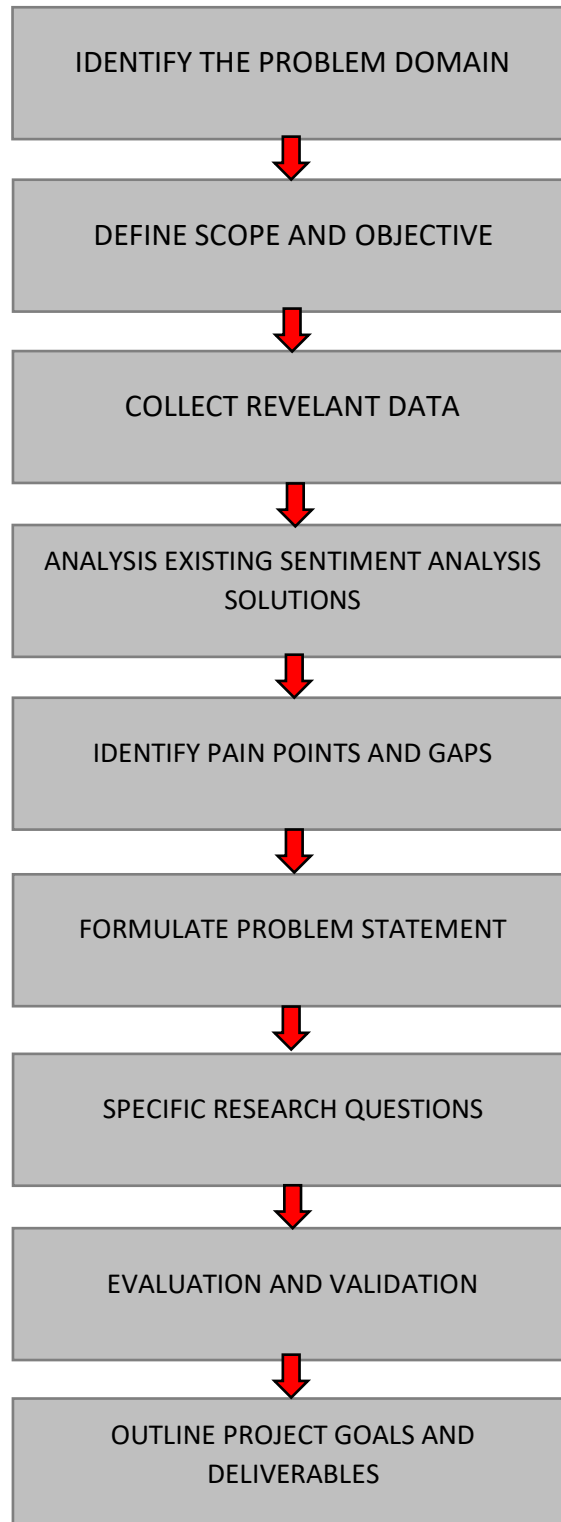 IDENTIFY THE PROBLEM DOMAIN
DEFINE SCOPE AND OBJECTIVE
COLLECT REVELANT DATA
ANALYSIS EXISTING SENTIMENT ANALYSIS
SOLUTIONS
IDENTIFY PAIN POINTS AND GAPS
FORMULATE PROBLEM STATEMENT
SPECIFIC RESEARCH QUESTIONS
EVALUATION AND VALIDATION
OUTLINE PROJECT GOALS AND
DELIVERABLES